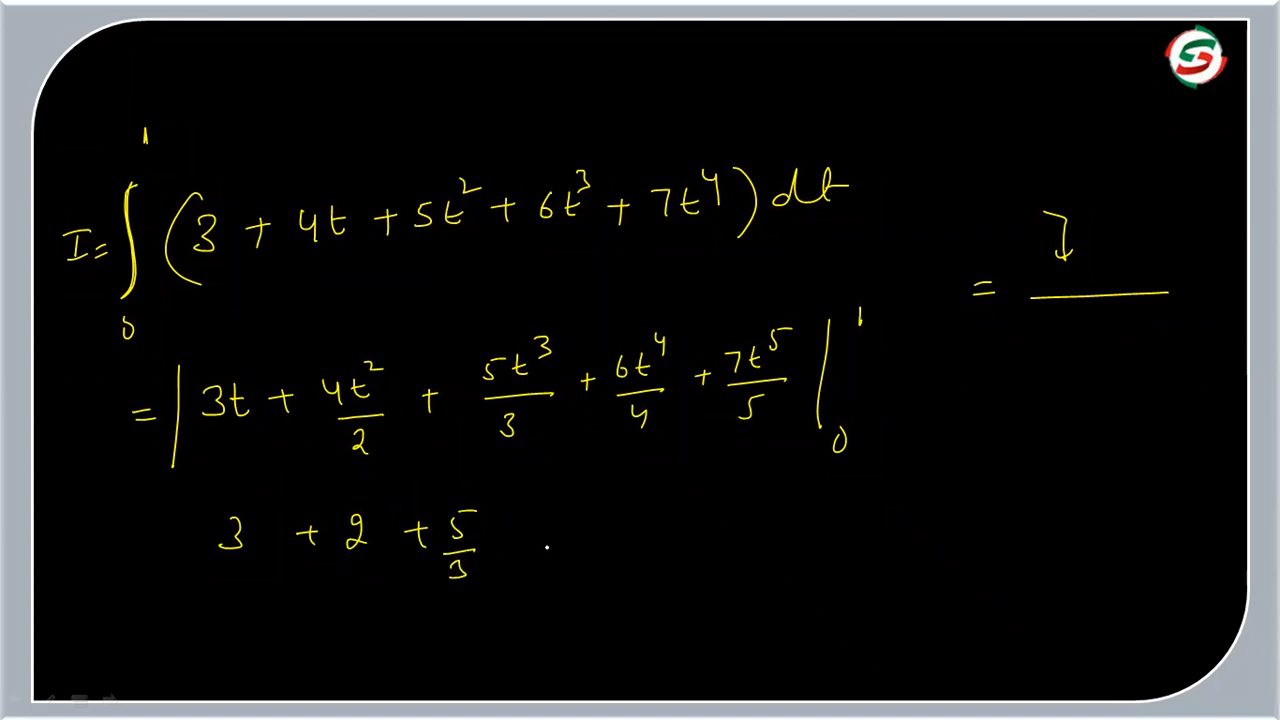 I = ∫₀¹ (3 + 4t + 5t² + 6t³ + 7t⁴) dt
=
= | 3t + 4t²/2 + 5t³/3 + 6t⁴/4 + 7t⁵/5 |₀¹
3 + 2 + 5/3